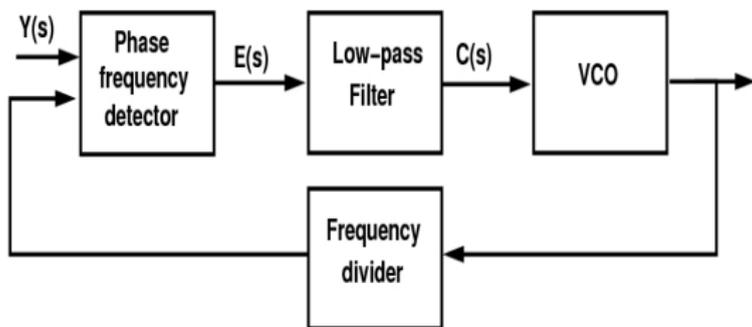 Y(s)
Phase
frequency
detector
E(s)
Low-pass
Filter
C(s)
VCO
Frequency
divider